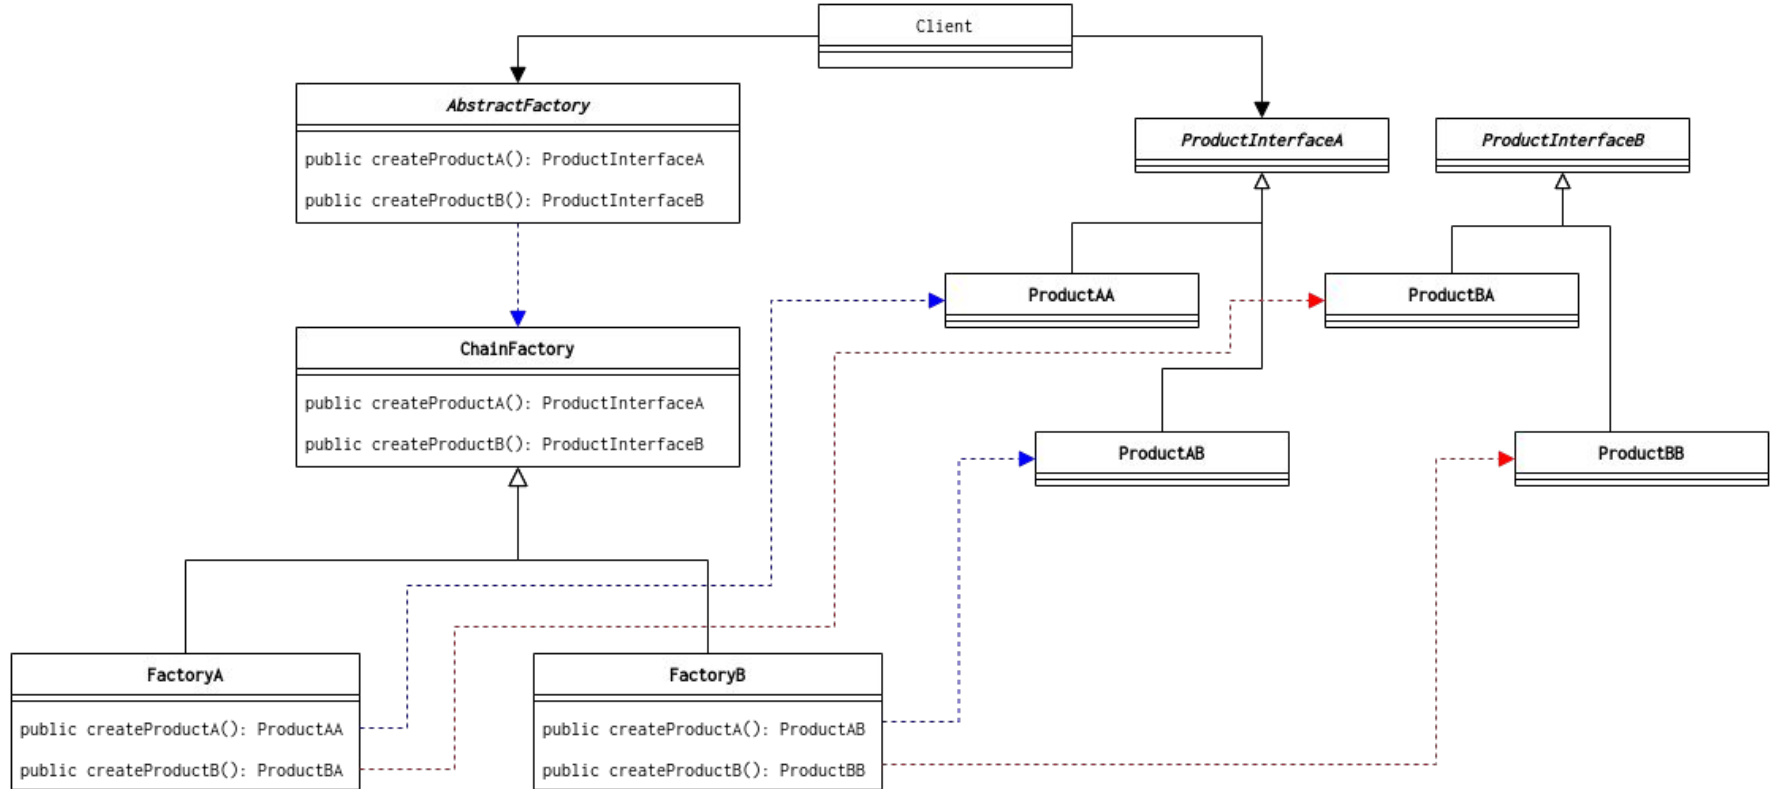 Client
AbstractFactory
public createProductA(): ProductInterfaceA
public createProductB(): ProductInterfaceB
ProductInterfaceA
ProductInterfaceB
ProductAA
ProductBA
ChainFactory
public createProductA(): ProductInterfaceA
public createProductB(): ProductInterfaceB
ProductAB
ProductBB
FactoryA
public createProductA(): ProductAA
public createProductB(): ProductBA
FactoryB
public createProductA(): ProductAB
public createProductB(): ProductBB